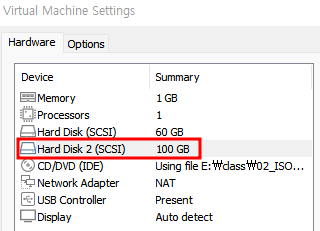 Virtual Machine Settings
Hardware Options
Device Summary
Memory 1 GB
Processors 1
Hard Disk (SCSI) 60 GB
Hard Disk 2 (SCSI) 100 GB
CD/DVD (IDE) Using file E:₩class₩02_ISO...
Network Adapter NAT
USB Controller Present
Display Auto detect